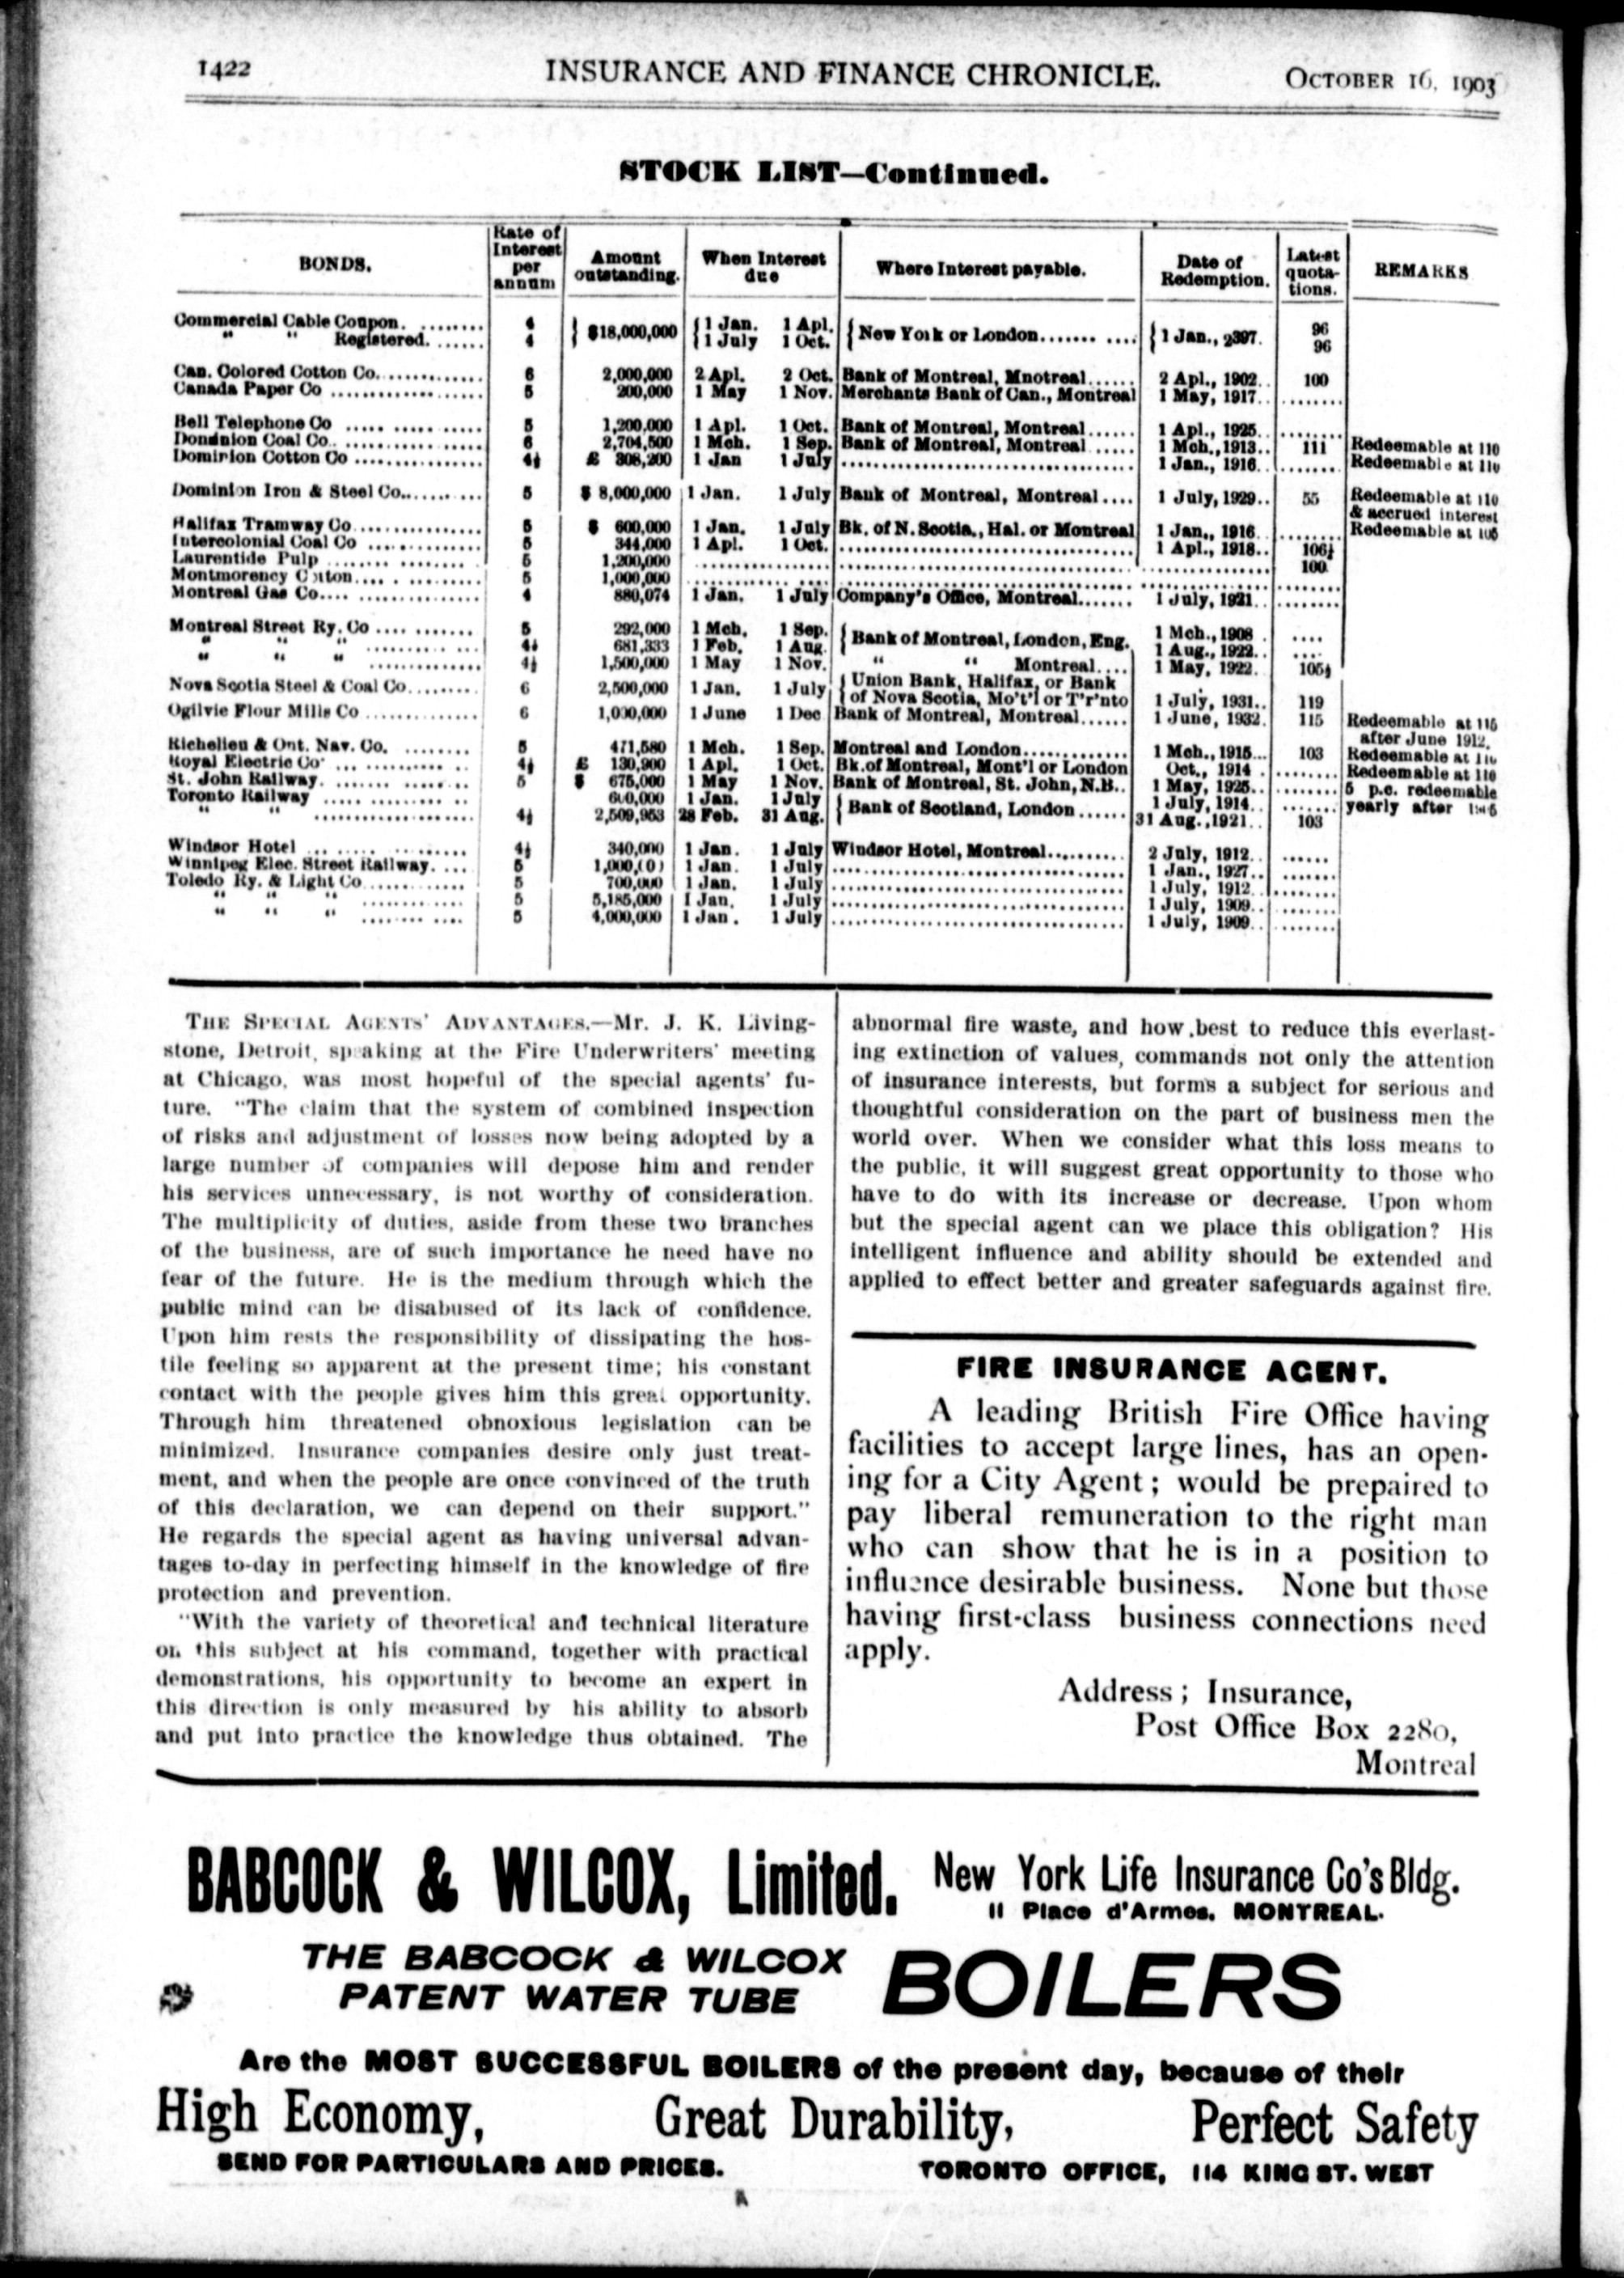 1422 INSURANCE AND FINANCE CHRONICLE. OCTOBER 16, 1903
STOCK LIST—Continued.
BONDS. Rate of Interest per annum Amount outstanding. When Interest due Where Interest payable. Date of Redemption. Latest quotations. REMARKS
Commercial Cable Coupon. 4 } $18,000,000 { 1 Jan. 1 Apl. { New York or London { 1 Jan., 2397. 96
" " Registered. 4 1 July 1 Oct. 96
Can. Colored Cotton Co. 6 2,000,000 2 Apl. 2 Oct. Bank of Montreal, Mnotreal 2 Apl., 1902 100
Canada Paper Co 5 200,000 1 May 1 Nov. Merchants Bank of Can., Montreal 1 May, 1917
Bell Telephone Co 5 1,200,000 1 Apl. 1 Oct. Bank of Montreal, Montreal 1 Apl., 1925
Dominion Coal Co. 6 2,704,500 1 Mch. 1 Sep. Bank of Montreal, Montreal 1 Mch., 1913 111 Redeemable at 110
Dominion Cotton Co 4½ £ 308,200 1 Jan 1 July 1 Jan., 1916 Redeemable at 110
Dominion Iron & Steel Co. 5 $ 8,000,000 1 Jan. 1 July Bank of Montreal, Montreal 1 July, 1929 55 Redeemable at 110
& accrued interest
Halifax Tramway Co 5 $ 600,000 1 Jan. 1 July Bk. of N. Scotia., Hal. or Montreal 1 Jan., 1916 Redeemable at 105
Intercolonial Coal Co 5 344,000 1 Apl. 1 Oct. 1 Apl., 1918 106½
Laurentide Pulp 5 1,200,000 100
Montmorency Cotton 5 1,000,000
Montreal Gas Co 4 880,074 1 Jan. 1 July Company's Office, Montreal 1 July, 1921
Montreal Street Ry. Co 5 292,000 1 Mch. 1 Sep. { Bank of Montreal, London, Eng. 1 Mch., 1908
" " " 4½ 681,333 1 Feb. 1 Aug. 1 Aug., 1922
" " " 4½ 1,500,000 1 May 1 Nov. " " Montreal 1 May, 1922 105½
Nova Scotia Steel & Coal Co 6 2,500,000 1 Jan. 1 July { Union Bank, Halifax, or Bank
of Nova Scotia, Mo't'l or T'r'nto 1 July, 1931 119
Ogilvie Flour Mills Co 6 1,000,000 1 June 1 Dec Bank of Montreal, Montreal 1 June, 1932. 115 Redeemable at 115
after June 1912.
Richelieu & Ont. Nav. Co. 5 471,580 1 Mch. 1 Sep. Montreal and London 1 Mch., 1915 103 Redeemable at 110
Royal Electric Co 4½ £ 130,900 1 Apl. 1 Oct. Bk. of Montreal, Mont'l or London Oct., 1914 Redeemable at 110
St. John Railway. 5 $ 675,000 1 May 1 Nov. Bank of Montreal, St. John, N.B. 1 May, 1925 5 p.c. redeemable
Toronto Railway 600,000 1 Jan. 1 July { Bank of Scotland, London 1 July, 1914 yearly after
" " 4½ 2,509,953 28 Feb. 31 Aug. 31 Aug., 1921 103
Windsor Hotel 4½ 340,000 1 Jan. 1 July Windsor Hotel, Montreal 2 July, 1912
Winnipeg Elec. Street Railway. 5 1,000,000 1 Jan. 1 July 1 Jan., 1927
Toledo Ry. & Light Co 5 700,000 1 Jan. 1 July 1 July, 1912
" " " 5 5,185,000 1 Jan. 1 July 1 July, 1909
" " " 5 4,000,000 1 Jan. 1 July 1 July, 1909
THE SPECIAL AGENTS' ADVANTAGES.—Mr. J. K. Living-
stone, Detroit, speaking at the Fire Underwriters' meeting
at Chicago, was most hopeful of the special agents' fu-
ture. "The claim that the system of combined inspection
of risks and adjustment of losses now being adopted by a
large number of companies will depose him and render
his services unnecessary, is not worthy of consideration.
The multiplicity of duties, aside from these two branches
of the business, are of such importance he need have no
fear of the future. He is the medium through which the
public mind can be disabused of its lack of confidence.
Upon him rests the responsibility of dissipating the hos-
tile feeling so apparent at the present time; his constant
contact with the people gives him this great opportunity.
Through him threatened obnoxious legislation can be
minimized. Insurance companies desire only just treat-
ment, and when the people are once convinced of the truth
of this declaration, we can depend on their support."
He regards the special agent as having universal advan-
tages to-day in perfecting himself in the knowledge of fire
protection and prevention.
"With the variety of theoretical and technical literature
on this subject at his command, together with practical
demonstrations, his opportunity to become an expert in
this direction is only measured by his ability to absorb
and put into practice the knowledge thus obtained. The
abnormal fire waste, and how best to reduce this everlast-
ing extinction of values, commands not only the attention
of insurance interests, but forms a subject for serious and
thoughtful consideration on the part of business men the
world over. When we consider what this loss means to
the public, it will suggest great opportunity to those who
have to do with its increase or decrease. Upon whom
but the special agent can we place this obligation? His
intelligent influence and ability should be extended and
applied to effect better and greater safeguards against fire.
FIRE INSURANCE AGENT.
A leading British Fire Office having
facilities to accept large lines, has an open-
ing for a City Agent; would be prepaired to
pay liberal remuneration to the right man
who can show that he is in a position to
influence desirable business. None but those
having first-class business connections need
apply.
Address; Insurance,
Post Office Box 2280,
Montreal
BABCOCK & WILCOX, Limited. New York Life Insurance Co's Bldg.
11 Place d'Armes, MONTREAL.
THE BABCOCK & WILCOX
PATENT WATER TUBE BOILERS
Are the MOST SUCCESSFUL BOILERS of the present day, because of their
High Economy, Great Durability, Perfect Safety
SEND FOR PARTICULARS AND PRICES. TORONTO OFFICE, 114 KING ST. WEST